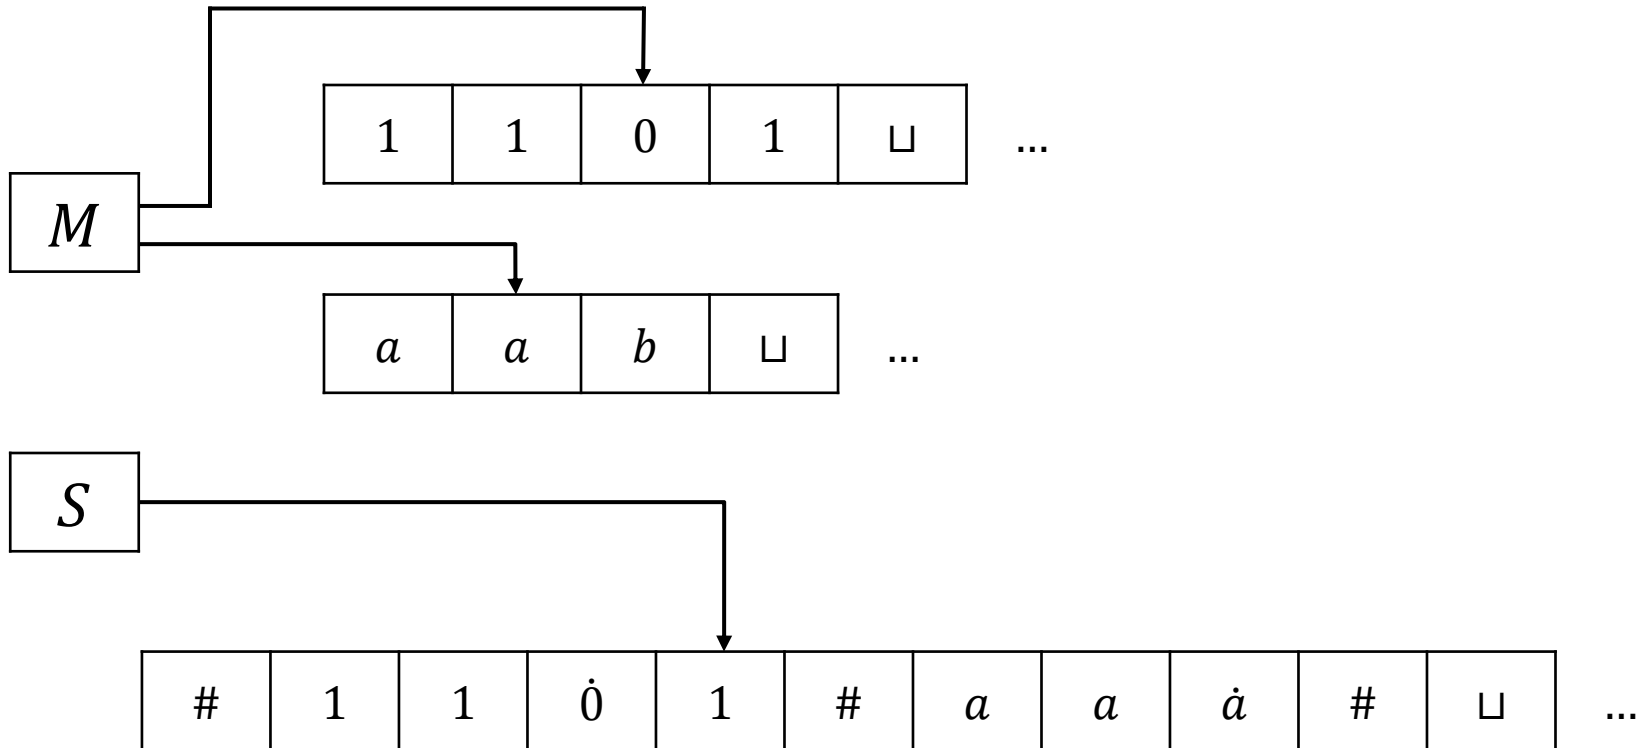 1 1 0 1 ⊔ ...
M
a a b ⊔ ...
S
# 1 1 0̇ 1 # a a ȧ # ⊔ ...